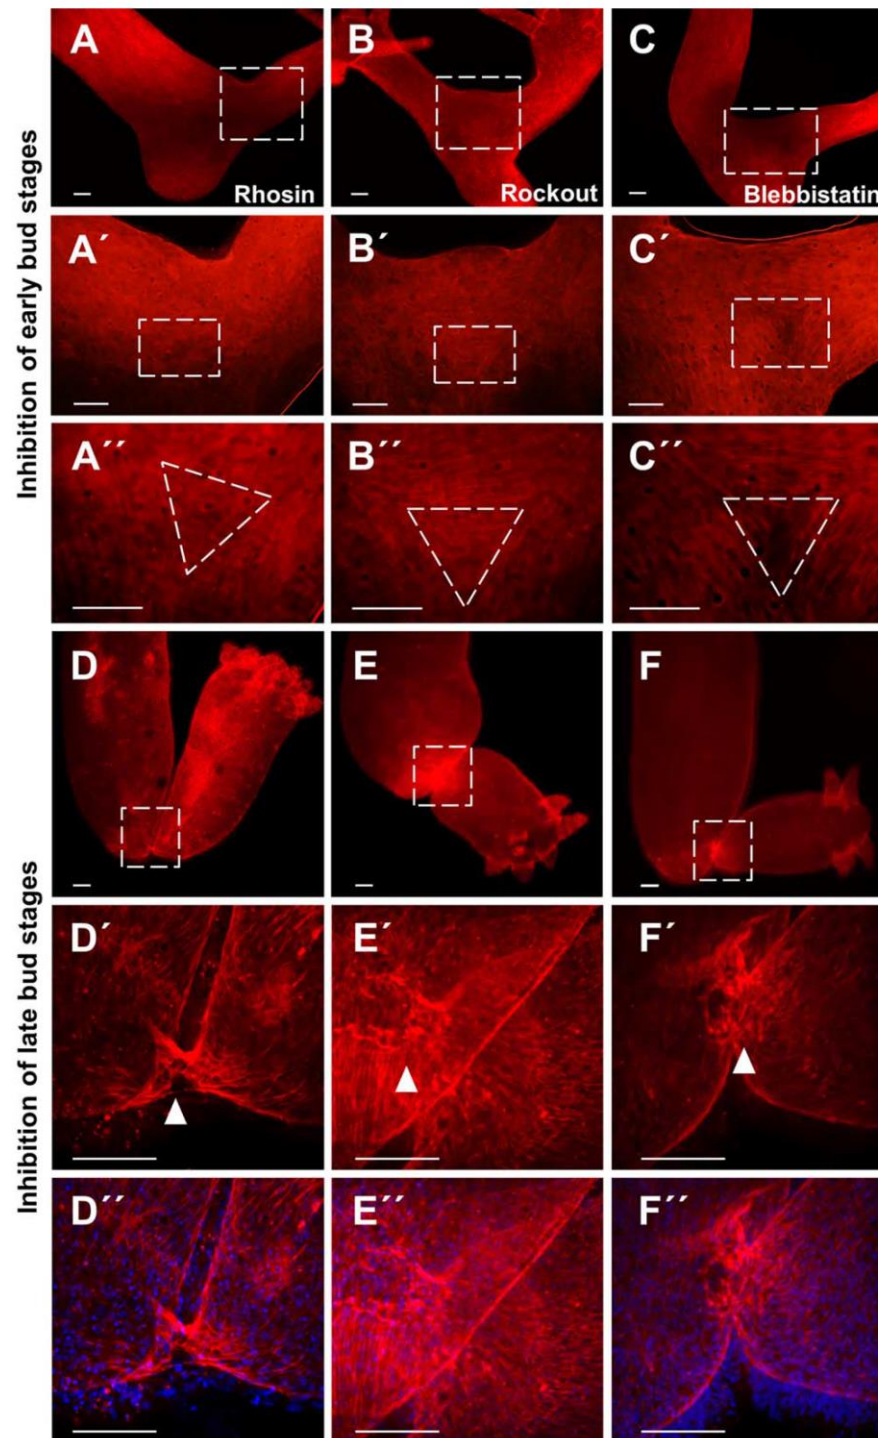 Inhibition of early bud stages
A
Rhosin
B
Rockout
C
Blebbistatin
A´
B´
C´
A´´
B´´
C´´
Inhibition of late bud stages
D
E
F
D´
E´
F´
D´´
E´´
F´´